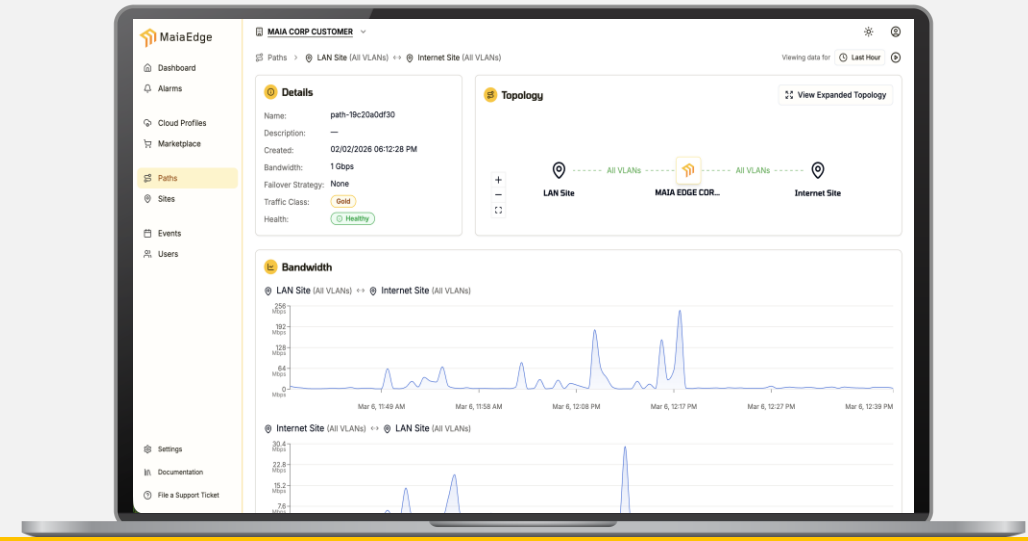 MaiaEdge
Dashboard
Alarms
Cloud Profiles
Marketplace
Paths
Sites
Events
Users
Settings
Documentation
File a Support Ticket
MAIA CORP CUSTOMER
Paths > LAN Site (All VLANs) ↔ Internet Site (All VLANs)
Viewing data for Last Hour
Details
Name: path-19c20a0df30
Description: —
Created: 02/02/2026 06:12:28 PM
Bandwidth: 1 Gbps
Failover Strategy: None
Traffic Class: Gold
Health: Healthy
Topology
View Expanded Topology
+
−
All VLANs
All VLANs
LAN Site
MAIA EDGE COR...
Internet Site
Bandwidth
LAN Site (All VLANs) ↔ Internet Site (All VLANs)
256
Mbps
192
Mbps
128
Mbps
64
Mbps
0
Mbps
Mar 6, 11:49 AM
Mar 6, 11:58 AM
Mar 6, 12:08 PM
Mar 6, 12:17 PM
Mar 6, 12:27 PM
Mar 6, 12:39 PM
Internet Site (All VLANs) ↔ LAN Site (All VLANs)
30.4
Mbps
22.8
Mbps
15.2
Mbps
7.6
Mbps